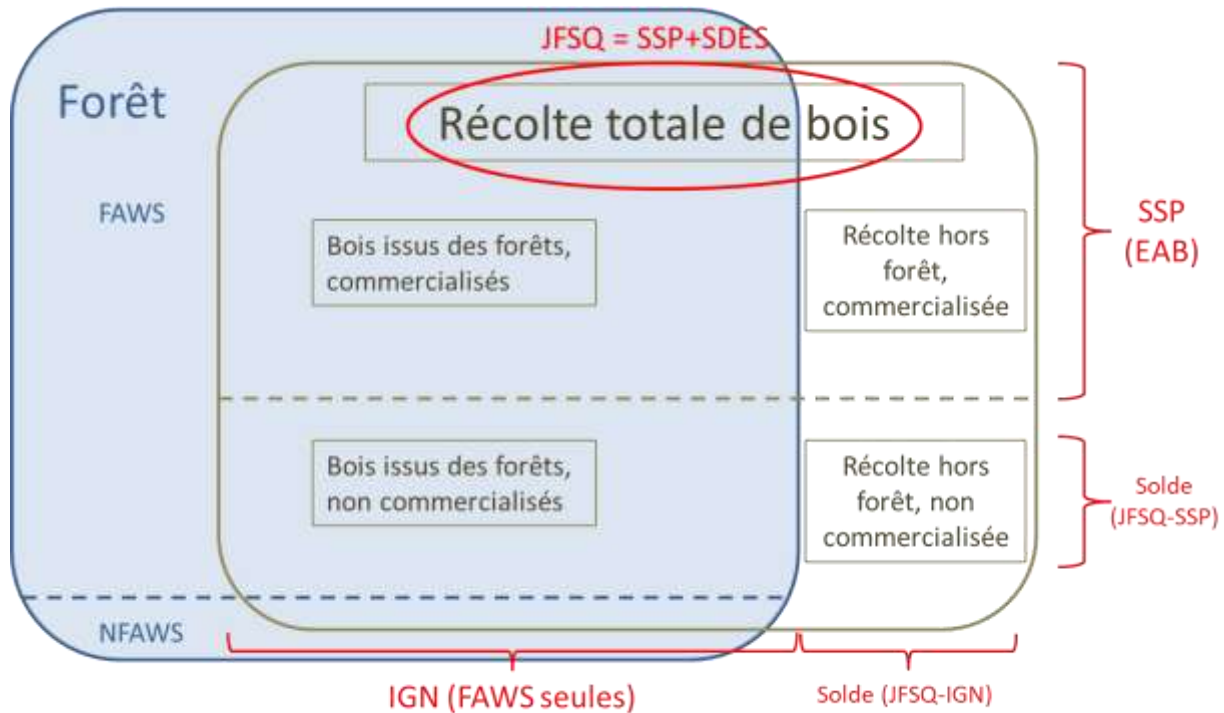 JFSQ = SSP+SDES
Forêt
Récolte totale de bois
FAWS
Bois issus des forêts,
commercialisés
Récolte hors
forêt,
commercialisée
SSP
(EAB)
Bois issus des forêts,
non commercialisés
Récolte hors
forêt, non
commercialisée
Solde
(JFSQ-SSP)
NFAWS
IGN (FAWS seules)
Solde (JFSQ-IGN)